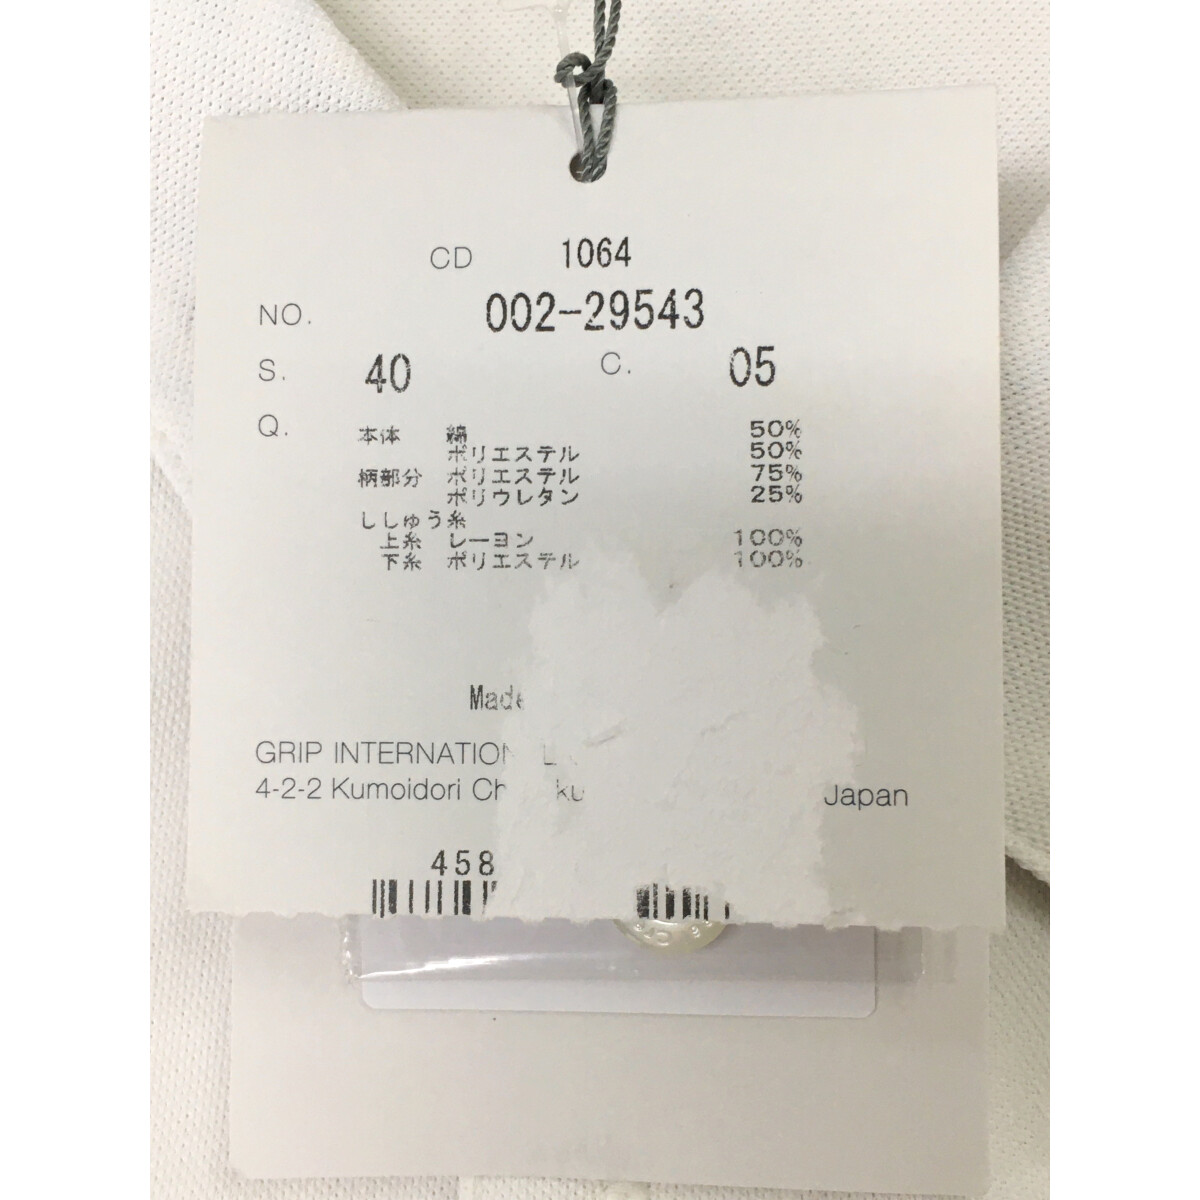 CD 1064
NO. 002-29543
S. 40 C. 05
Q. 本体 綿 50%
ポリエステル 50%
柄部分 ポリエステル 75%
ポリウレタン 25%
ししゅう糸
上糸 レーヨン 100%
下糸 ポリエステル 100%
Made
GRIP INTERNATION
4-2-2 Kumoidori Japan
458